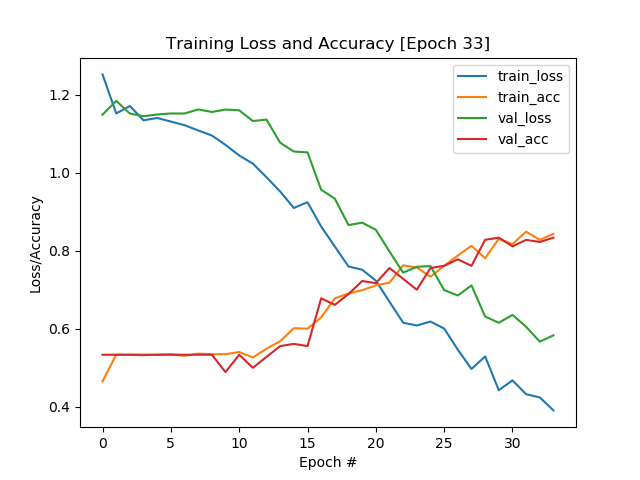 Training Loss and Accuracy [Epoch 33]
train_loss
train_acc
val_loss
val_acc
Loss/Accuracy
1.2
1.0
0.8
0.6
0.4
0 5 10 15 20 25 30
Epoch #